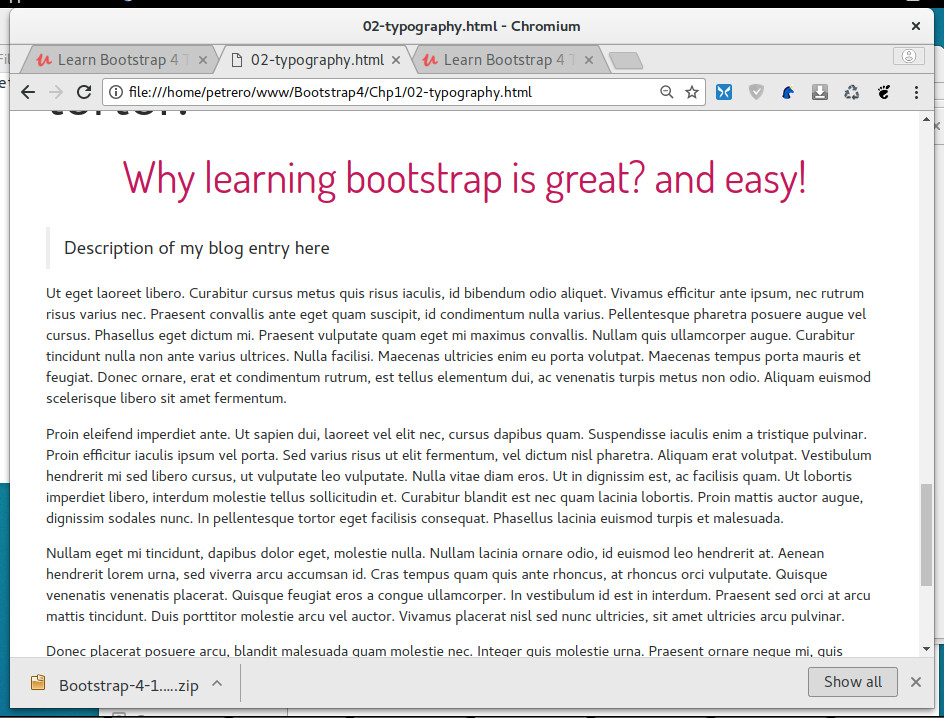 02-typography.html - Chromium
Learn Bootstrap 4 T
02-typography.html
Learn Bootstrap 4 T
file:///home/petrero/www/Bootstrap4/Chp1/02-typography.html
tortor.
Why learning bootstrap is great? and easy!
Description of my blog entry here
Ut eget laoreet libero. Curabitur cursus metus quis risus iaculis, id bibendum odio aliquet. Vivamus efficitur ante ipsum, nec rutrum
risus varius nec. Praesent convallis ante eget quam suscipit, id condimentum nulla varius. Pellentesque pharetra posuere augue vel
cursus. Phasellus eget dictum mi. Praesent vulputate quam eget mi maximus convallis. Nullam quis ullamcorper augue. Curabitur
tincidunt nulla non ante varius ultrices. Nulla facilisi. Maecenas ultricies enim eu porta volutpat. Maecenas tempus porta mauris et
feugiat. Donec ornare, erat et condimentum rutrum, est tellus elementum dui, ac venenatis turpis metus non odio. Aliquam euismod
scelerisque libero sit amet fermentum.
Proin eleifend imperdiet ante. Ut sapien dui, laoreet vel elit nec, cursus dapibus quam. Suspendisse iaculis enim a tristique pulvinar.
Proin efficitur iaculis ipsum vel porta. Sed varius risus ut elit fermentum, vel dictum nisl pharetra. Aliquam erat volutpat. Vestibulum
hendrerit mi sed libero cursus, ut vulputate leo vulputate. Nulla vitae diam eros. Ut in dignissim est, ac facilisis quam. Ut lobortis
imperdiet libero, interdum molestie tellus sollicitudin et. Curabitur blandit est nec quam lacinia lobortis. Proin mattis auctor augue,
dignissim sodales nunc. In pellentesque tortor eget facilisis consequat. Phasellus lacinia euismod turpis et malesuada.
Nullam eget mi tincidunt, dapibus dolor eget, molestie nulla. Nullam lacinia ornare odio, id euismod leo hendrerit at. Aenean
hendrerit lorem urna, sed viverra arcu accumsan id. Cras tempus quam quis ante rhoncus, at rhoncus orci vulputate. Quisque
venenatis venenatis placerat. Quisque feugiat eros a congue ullamcorper. In vestibulum id est in interdum. Praesent sed orci at arcu
mattis tincidunt. Duis porttitor molestie arcu vel auctor. Vivamus placerat nisl sed nunc ultricies, sit amet ultricies arcu pulvinar.
Donec placerat posuere arcu, blandit malesuada quam molestie nec. Integer quis molestie urna. Praesent ornare neque mi, quis
Bootstrap-4-1.....zip
Show all